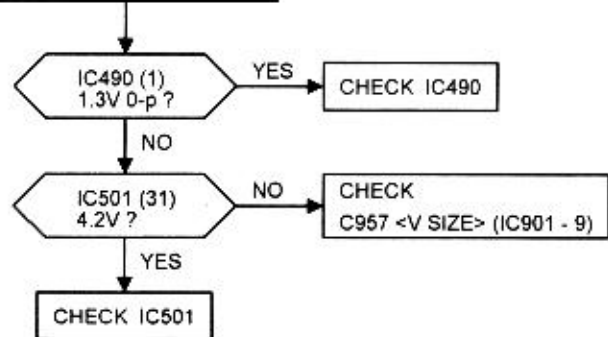 IC490 (1)
1.3V 0-p ?
YES
CHECK IC490
NO
IC501 (31)
4.2V ?
NO
CHECK
C957 <V SIZE> (IC901 - 9)
YES
CHECK IC501